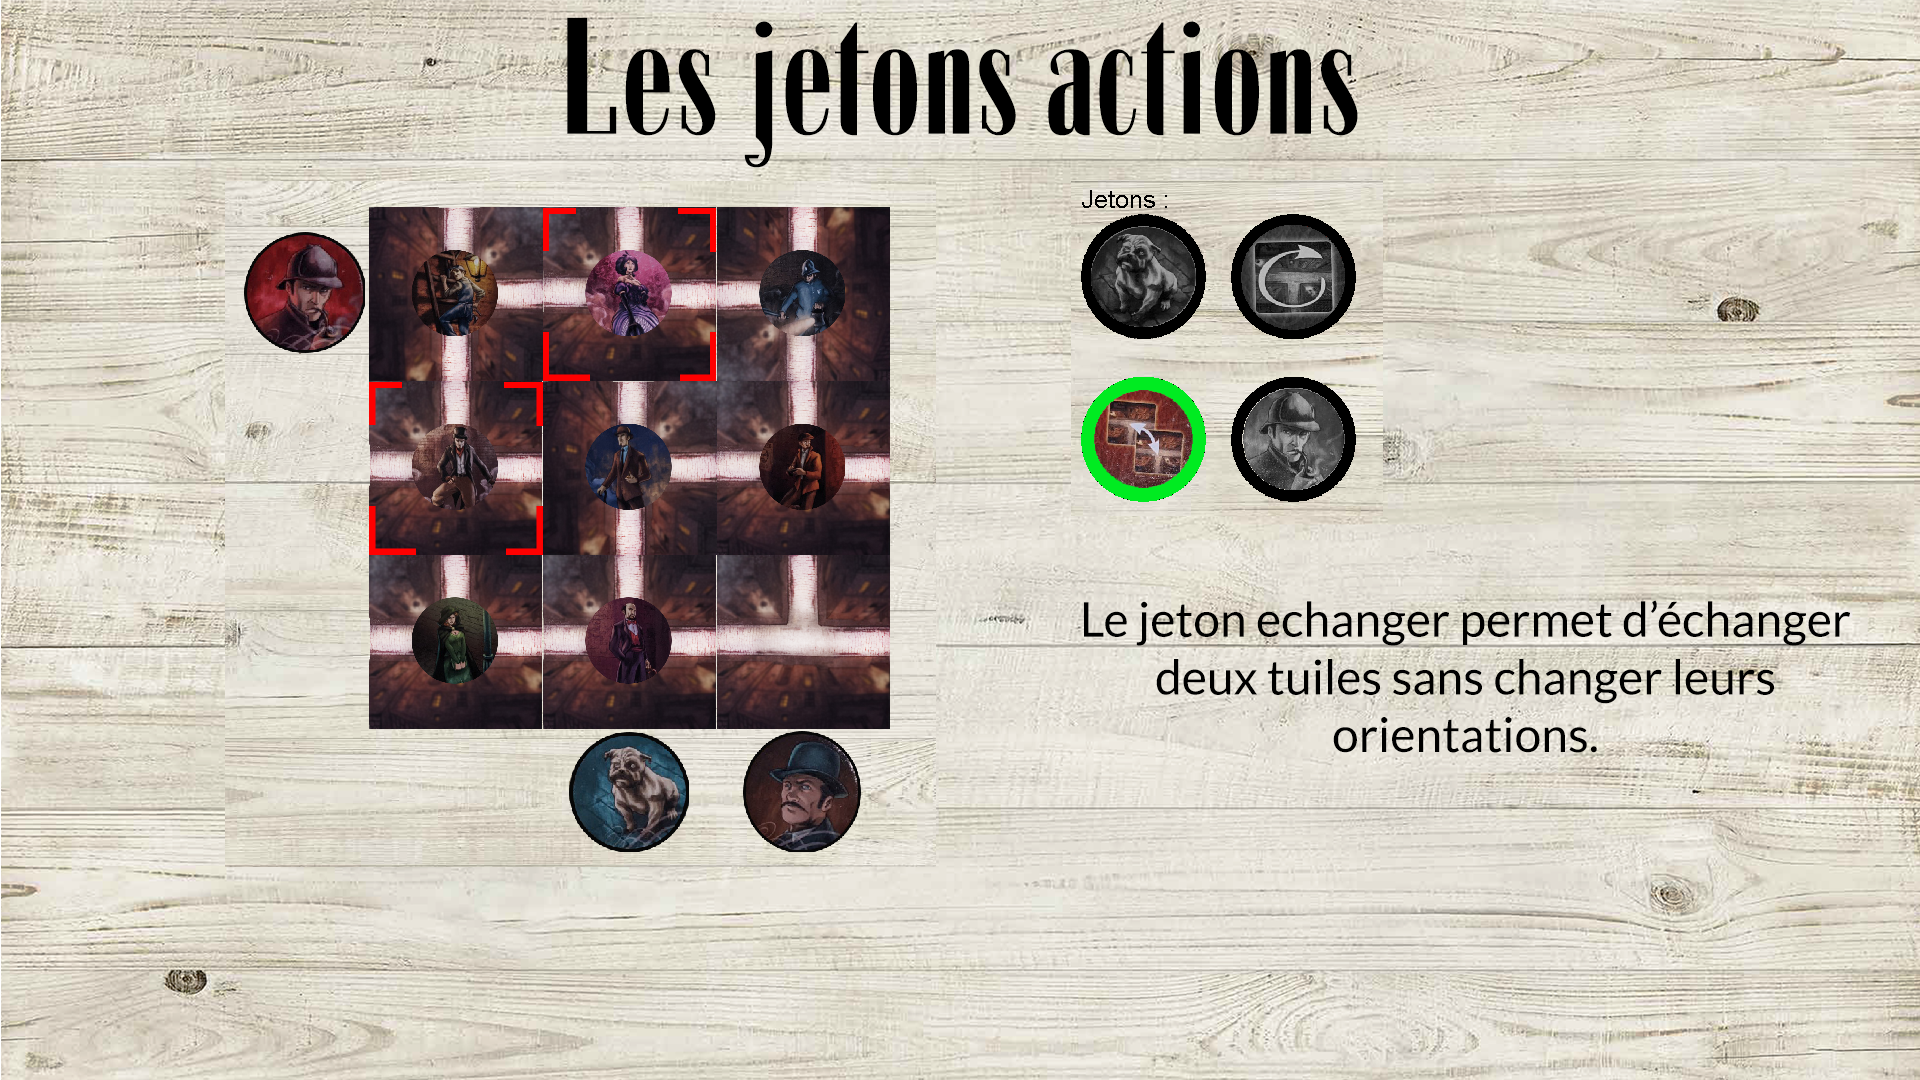 Les jetons actions
Jetons :
Le jeton echanger permet d’échanger
deux tuiles sans changer leurs
orientations.